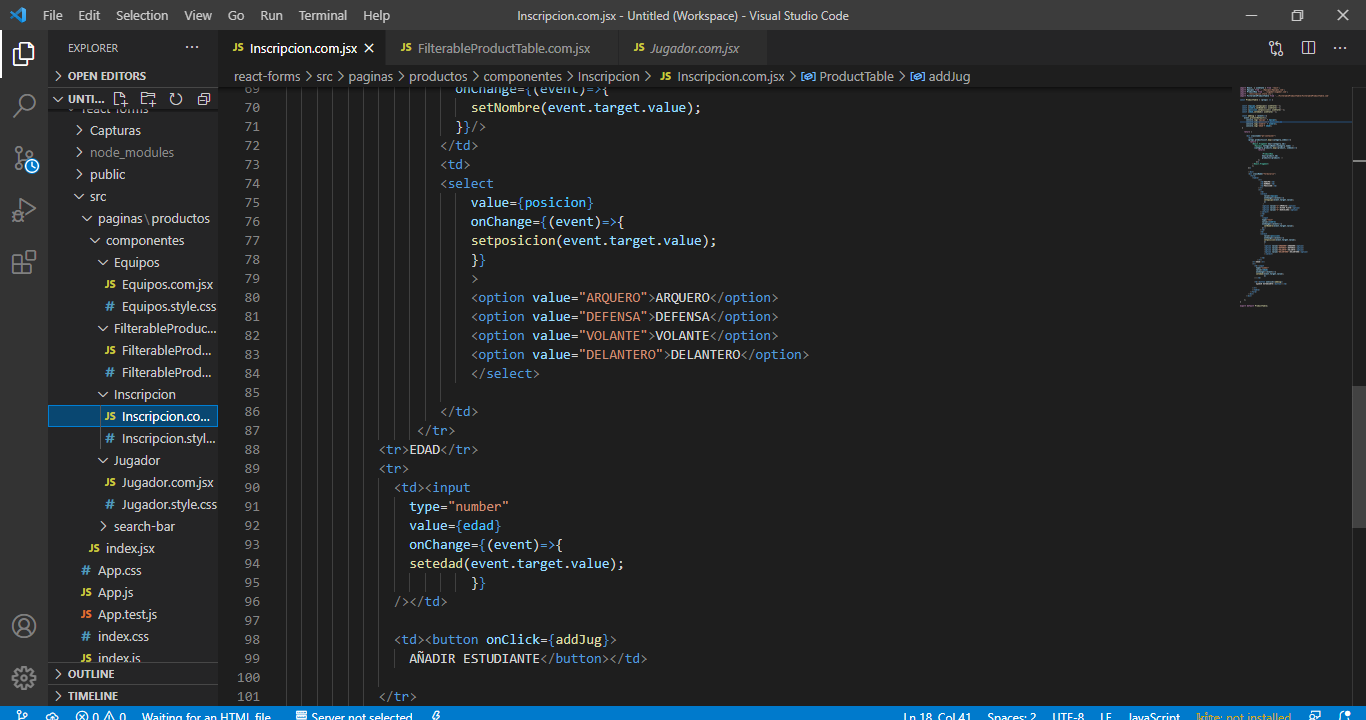 File Edit Selection View Go Run Terminal Help
Inscripcion.com.jsx - Untitled (Workspace) - Visual Studio Code
EXPLORER ···
JS Inscripcion.com.jsx JS FilterableProductTable.com.jsx JS Jugador.com.jsx
OPEN EDITORS
react-forms > src > paginas > productos > componentes > Inscripcion > JS Inscripcion.com.jsx > ProductTable > addJug
UNTI...
react-forms
Capturas
node_modules
public
src
paginas\productos
componentes
Equipos
JS Equipos.com.jsx
# Equipos.style.css
FilterableProduc...
JS FilterableProd...
# FilterableProd...
Inscripcion
JS Inscripcion.co...
# Inscripcion.styl...
Jugador
JS Jugador.com.jsx
# Jugador.style.css
search-bar
JS index.jsx
# App.css
JS App.js
JS App.test.js
# index.css
JS index.js
OUTLINE
TIMELINE
69 onChange={(event)=>{
70 setNombre(event.target.value);
71 }}/>
72 </td>
73 <td>
74 <select
75 value={posicion}
76 onChange={(event)=>{
77 setposicion(event.target.value);
78 }}
79 >
80 <option value="ARQUERO">ARQUERO</option>
81 <option value="DEFENSA">DEFENSA</option>
82 <option value="VOLANTE">VOLANTE</option>
83 <option value="DELANTERO">DELANTERO</option>
84 </select>
85
86 </td>
87 </tr>
88 <tr>EDAD</tr>
89 <tr>
90 <td><input
91 type="number"
92 value={edad}
93 onChange={(event)=>{
94 setedad(event.target.value);
95 }}
96 /></td>
97
98 <td><button onClick={addJug}>
99 AÑADIR ESTUDIANTE</button></td>
100
101 </tr>
0 0 Waiting for an HTML file Server not selected Ln 18, Col 41 Spaces: 2 UTF-8 LF JavaScript kite: not installed